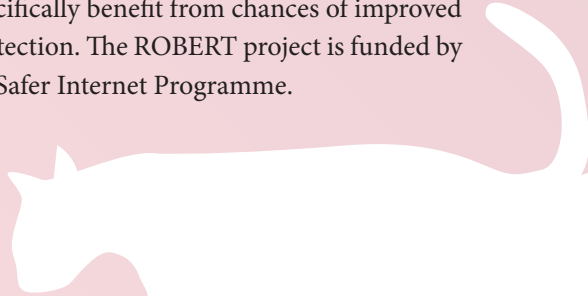 cifically benefit from chances of improved
tection. The ROBERT project is funded by
Safer Internet Programme.